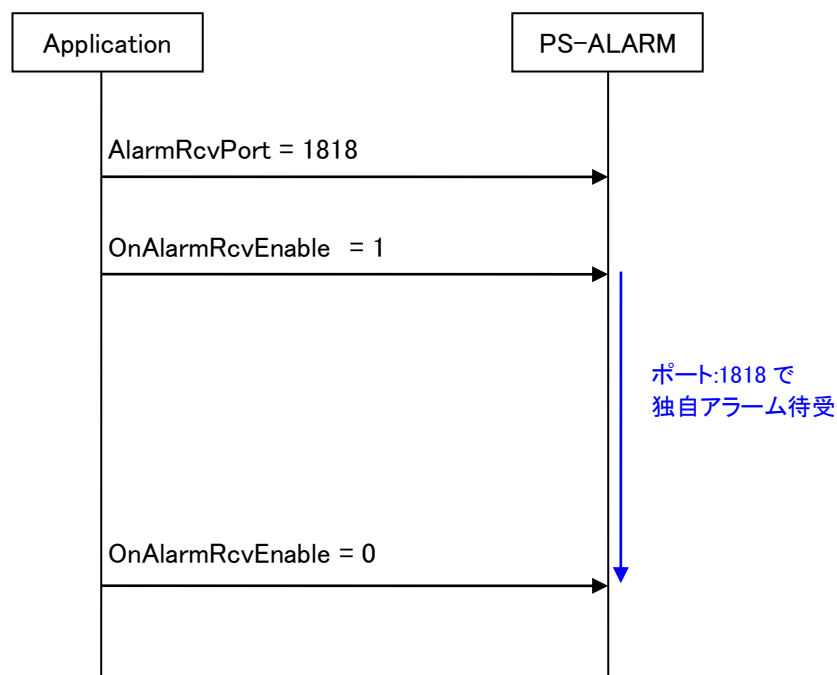 Application
PS-ALARM
AlarmRcvPort = 1818
OnAlarmRcvEnable = 1
ポート:1818 で
独自アラーム待受
OnAlarmRcvEnable = 0